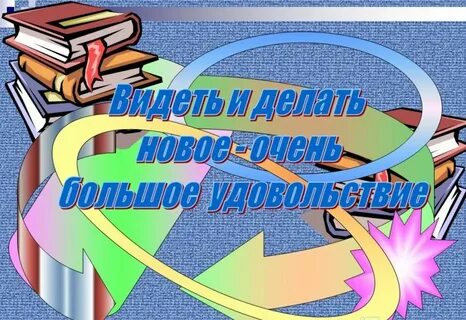 Видеть и делать
новое - очень
большое удовольствие